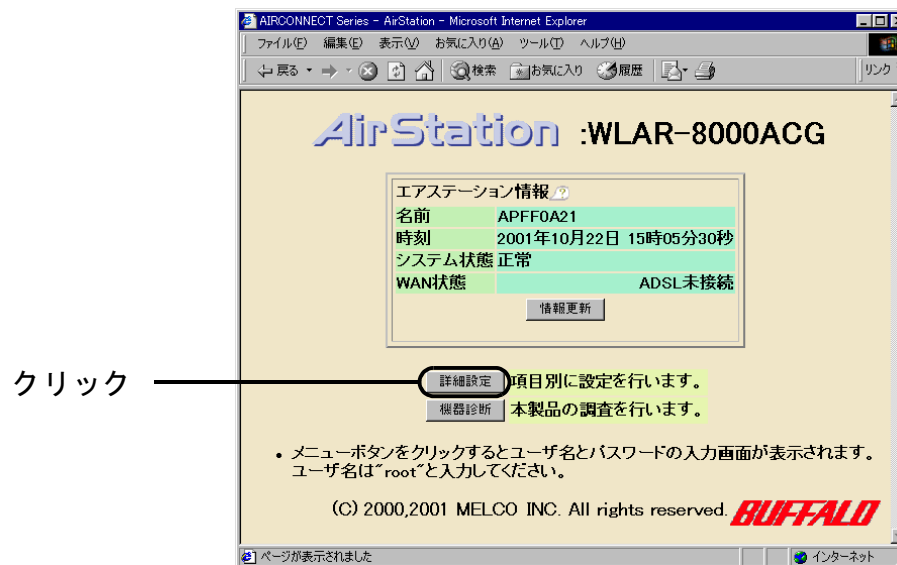 AIRCONNECT Series - AirStation - Microsoft Internet Explorer
ファイル(F) 編集(E) 表示(V) お気に入り(A) ツール(T) ヘルプ(H)
戻る 検索 お気に入り 履歴 リンク
AirStation :WLAR-8000ACG
エアステーション情報
名前 APFF0A21
時刻 2001年10月22日 15時05分30秒
システム状態 正常
WAN状態 ADSL未接続
情報更新
クリック
詳細設定 項目別に設定を行います。
機器診断 本製品の調査を行います。
• メニューボタンをクリックするとユーザ名とパスワードの入力画面が表示されます。
ユーザ名は"root"と入力してください。
(C) 2000,2001 MELCO INC. All rights reserved. BUFFALO
ページが表示されました インターネット